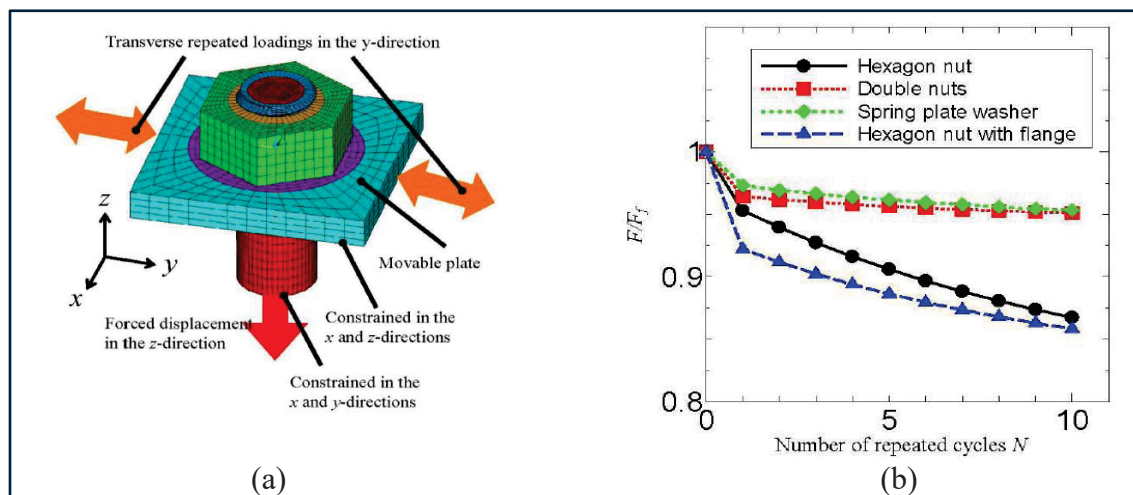 Transverse repeated loadings in the y-direction
z
y
x
Movable plate
Forced displacement
in the z-direction
Constrained in the
x and z-directions
Constrained in the
x and y-directions
(a)
Hexagon nut
Double nuts
Spring plate washer
Hexagon nut with flange
1
0.9
0.8
F/Ff
0
5
10
Number of repeated cycles N
(b)